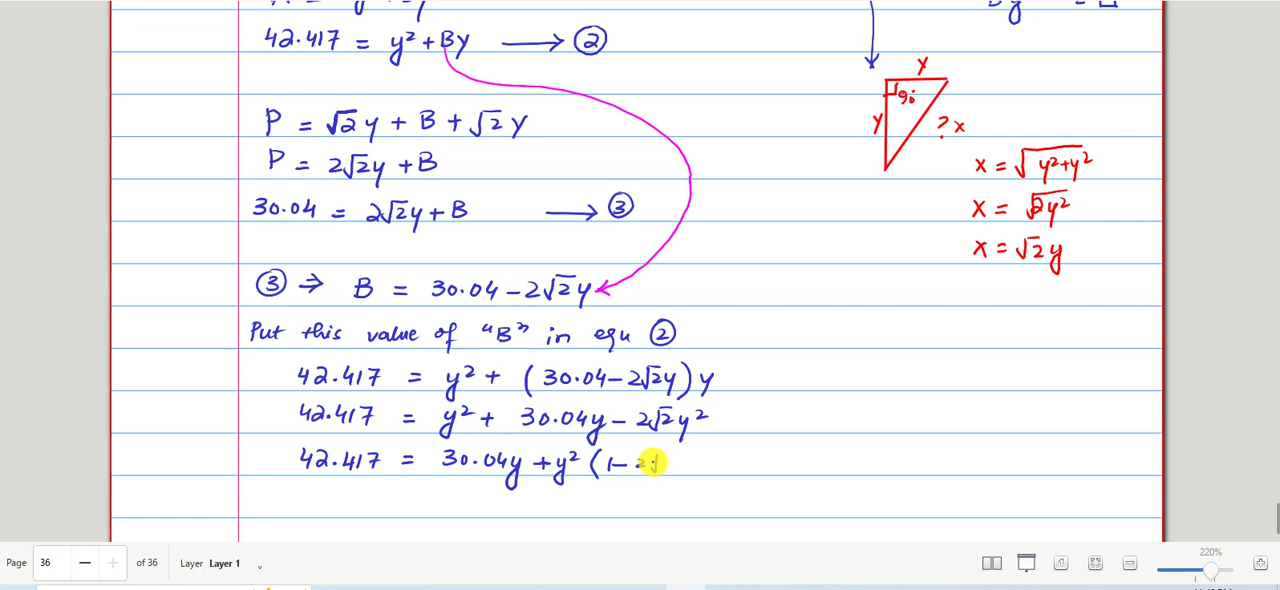 42.417 = y² + By ⟶ ②
P = √2y + B + √2y
P = 2√2y + B
30.04 = 2√2y + B ⟶ ③
③ ⇒ B = 30.04 - 2√2y
Put this value of "B" in equ ②
42.417 = y² + (30.04 - 2√2y) y
42.417 = y² + 30.04y - 2√2y²
42.417 = 30.04y + y² (1 - 2√
y
90°
y
? x
x = √y²+y²
x = √2y²
x = √2 y
Page 36 of 36 Layer Layer 1
220%